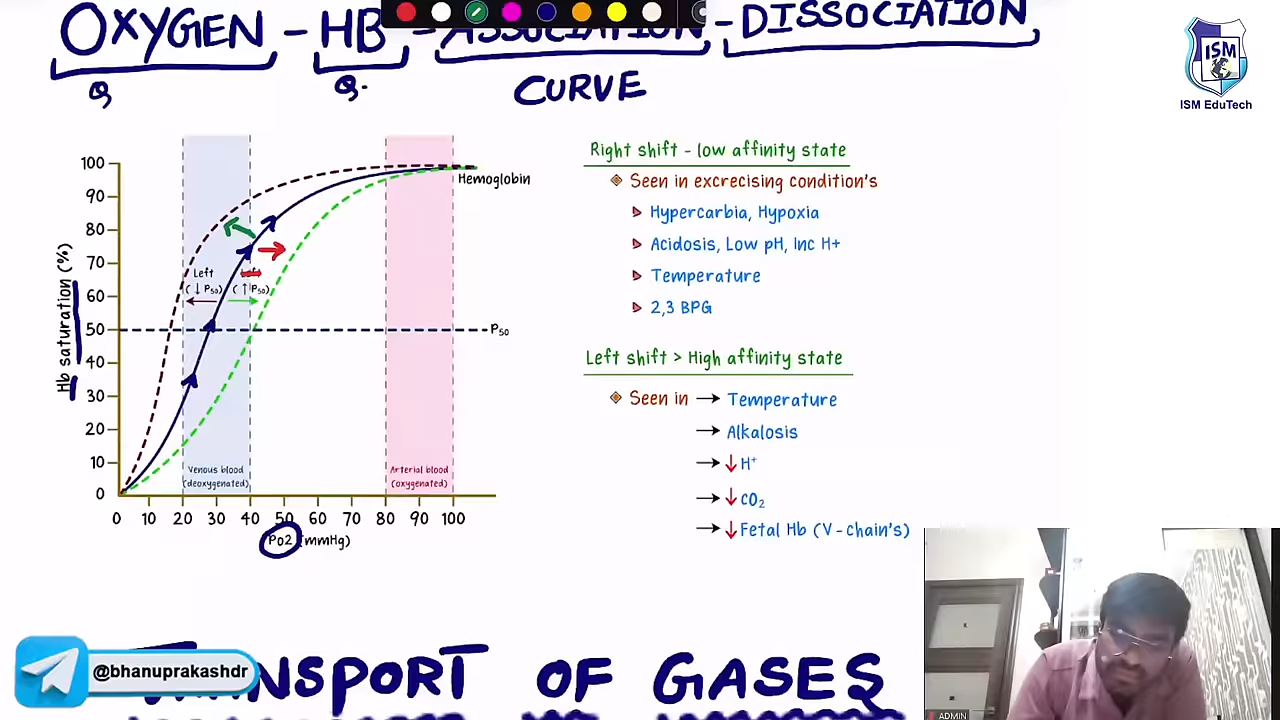 OXYGEN - HB - ASSOCIATION - DISSOCIATION
CURVE
ISM
ISM EduTech
Hb saturation (%)
100
90
80
70
60
50
40
30
20
10
0
0 10 20 30 40 50 60 70 80 90 100
Po2 (mmHg)
Hemoglobin
Left
(↓ P50) (↑ P50)
P50
Venous blood
(deoxygenated)
Arterial blood
(oxygenated)
Right shift - low affinity state
Seen in excrecising condition's
Hypercarbia, Hypoxia
Acidosis, Low pH, Inc H+
Temperature
2,3 BPG
Left shift > High affinity state
Seen in → Temperature
→ Alkalosis
→ ↓ H+
→ ↓ CO2
→ ↓ Fetal Hb (V-chain's)
@bhanuprakashdr
OF GASES
ADMIN